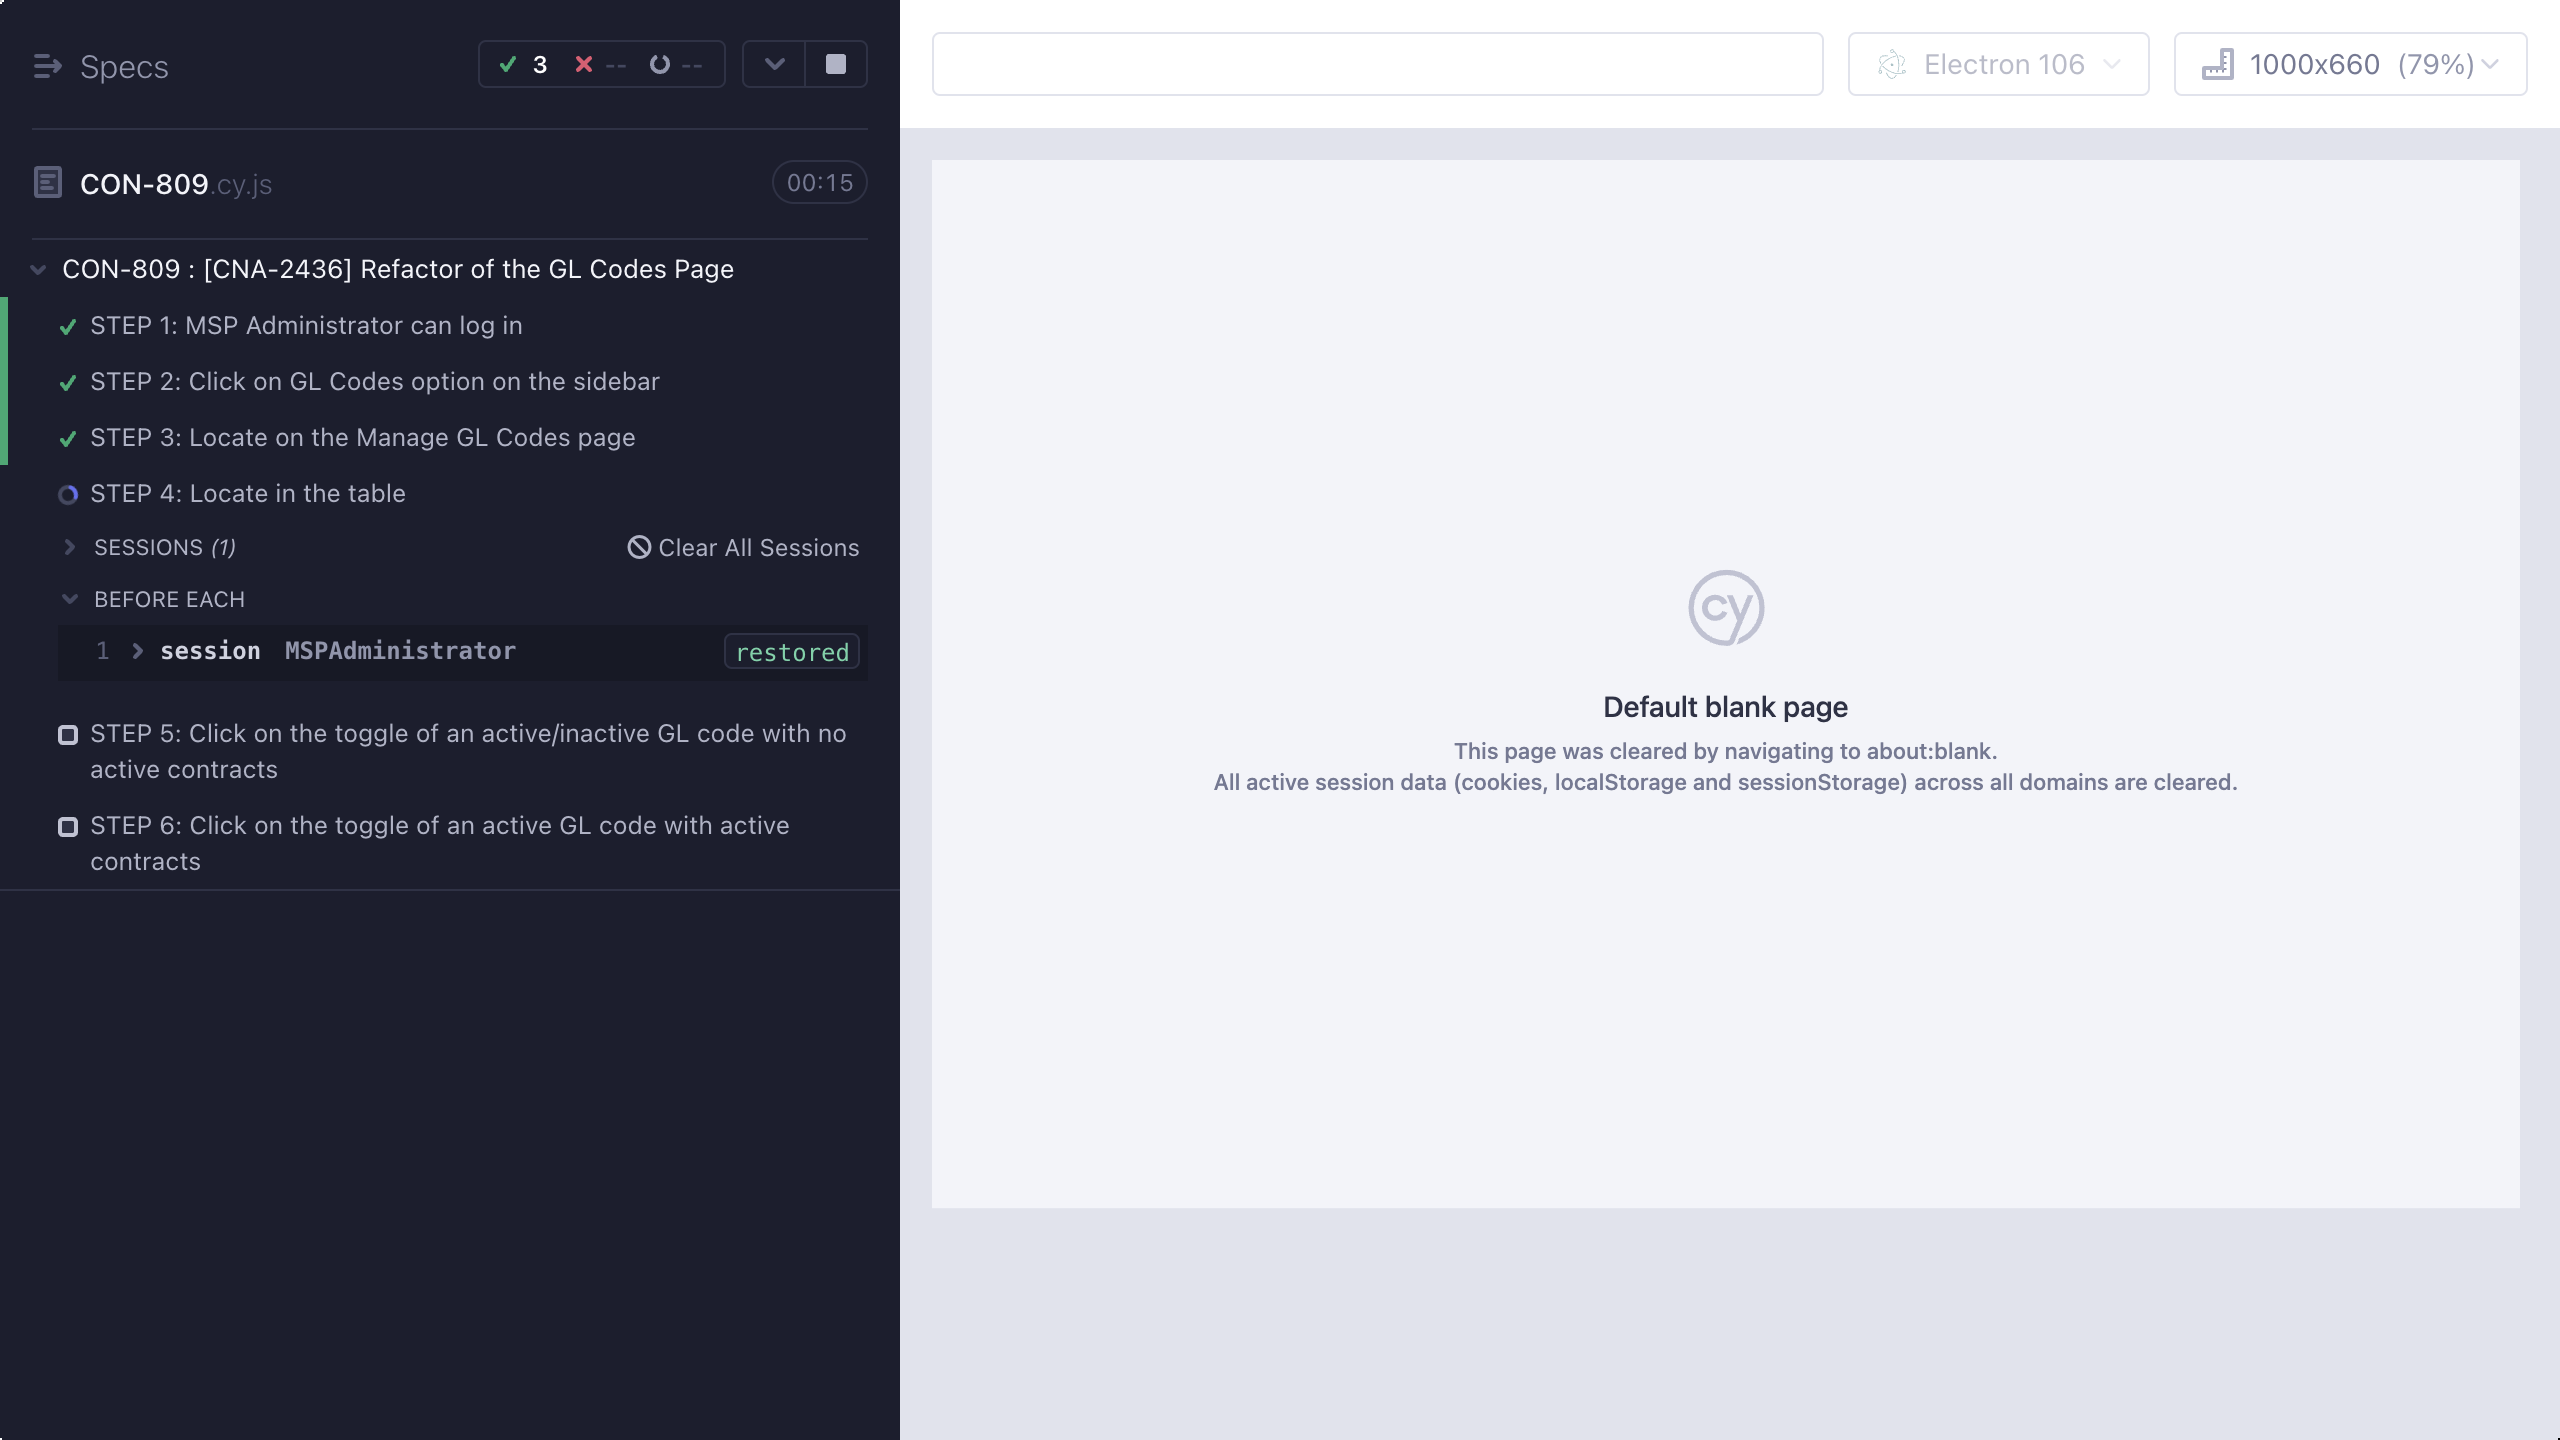 Specs
3 -- --
CON-809.cy.js
00:15
CON-809 : [CNA-2436] Refactor of the GL Codes Page
STEP 1: MSP Administrator can log in
STEP 2: Click on GL Codes option on the sidebar
STEP 3: Locate on the Manage GL Codes page
STEP 4: Locate in the table
SESSIONS (1)
Clear All Sessions
BEFORE EACH
1 session MSPAdministrator restored
STEP 5: Click on the toggle of an active/inactive GL code with no
active contracts
STEP 6: Click on the toggle of an active GL code with active
contracts
Electron 106
1000x660 (79%)
cy
Default blank page
This page was cleared by navigating to about:blank.
All active session data (cookies, localStorage and sessionStorage) across all domains are cleared.